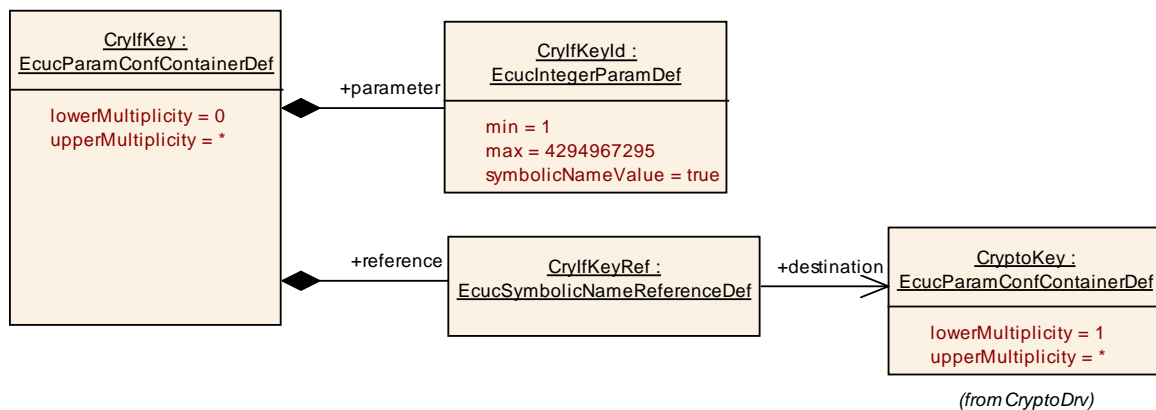 CryIfKey :
EcucParamConfContainerDef
lowerMultiplicity = 0
upperMultiplicity = *
+parameter
CryIfKeyId :
EcucIntegerParamDef
min = 1
max = 4294967295
symbolicNameValue = true
+reference
CryIfKeyRef :
EcucSymbolicNameReferenceDef
+destination
CryptoKey :
EcucParamConfContainerDef
lowerMultiplicity = 1
upperMultiplicity = *
(from CryptoDrv)